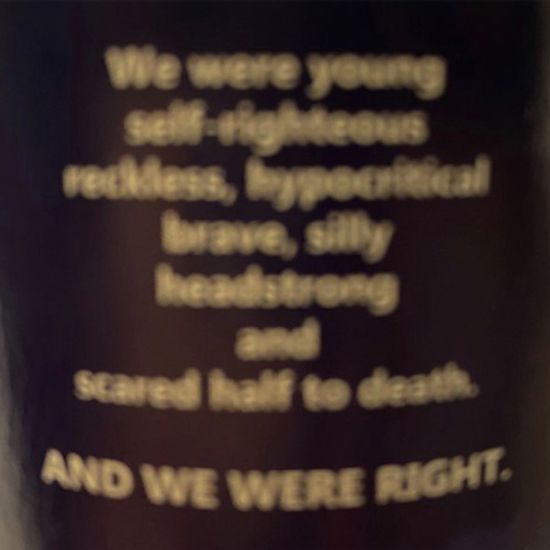 We were young
self-righteous
reckless, hypocritical
brave, silly
headstrong
and
scared half to death.
AND WE WERE RIGHT.